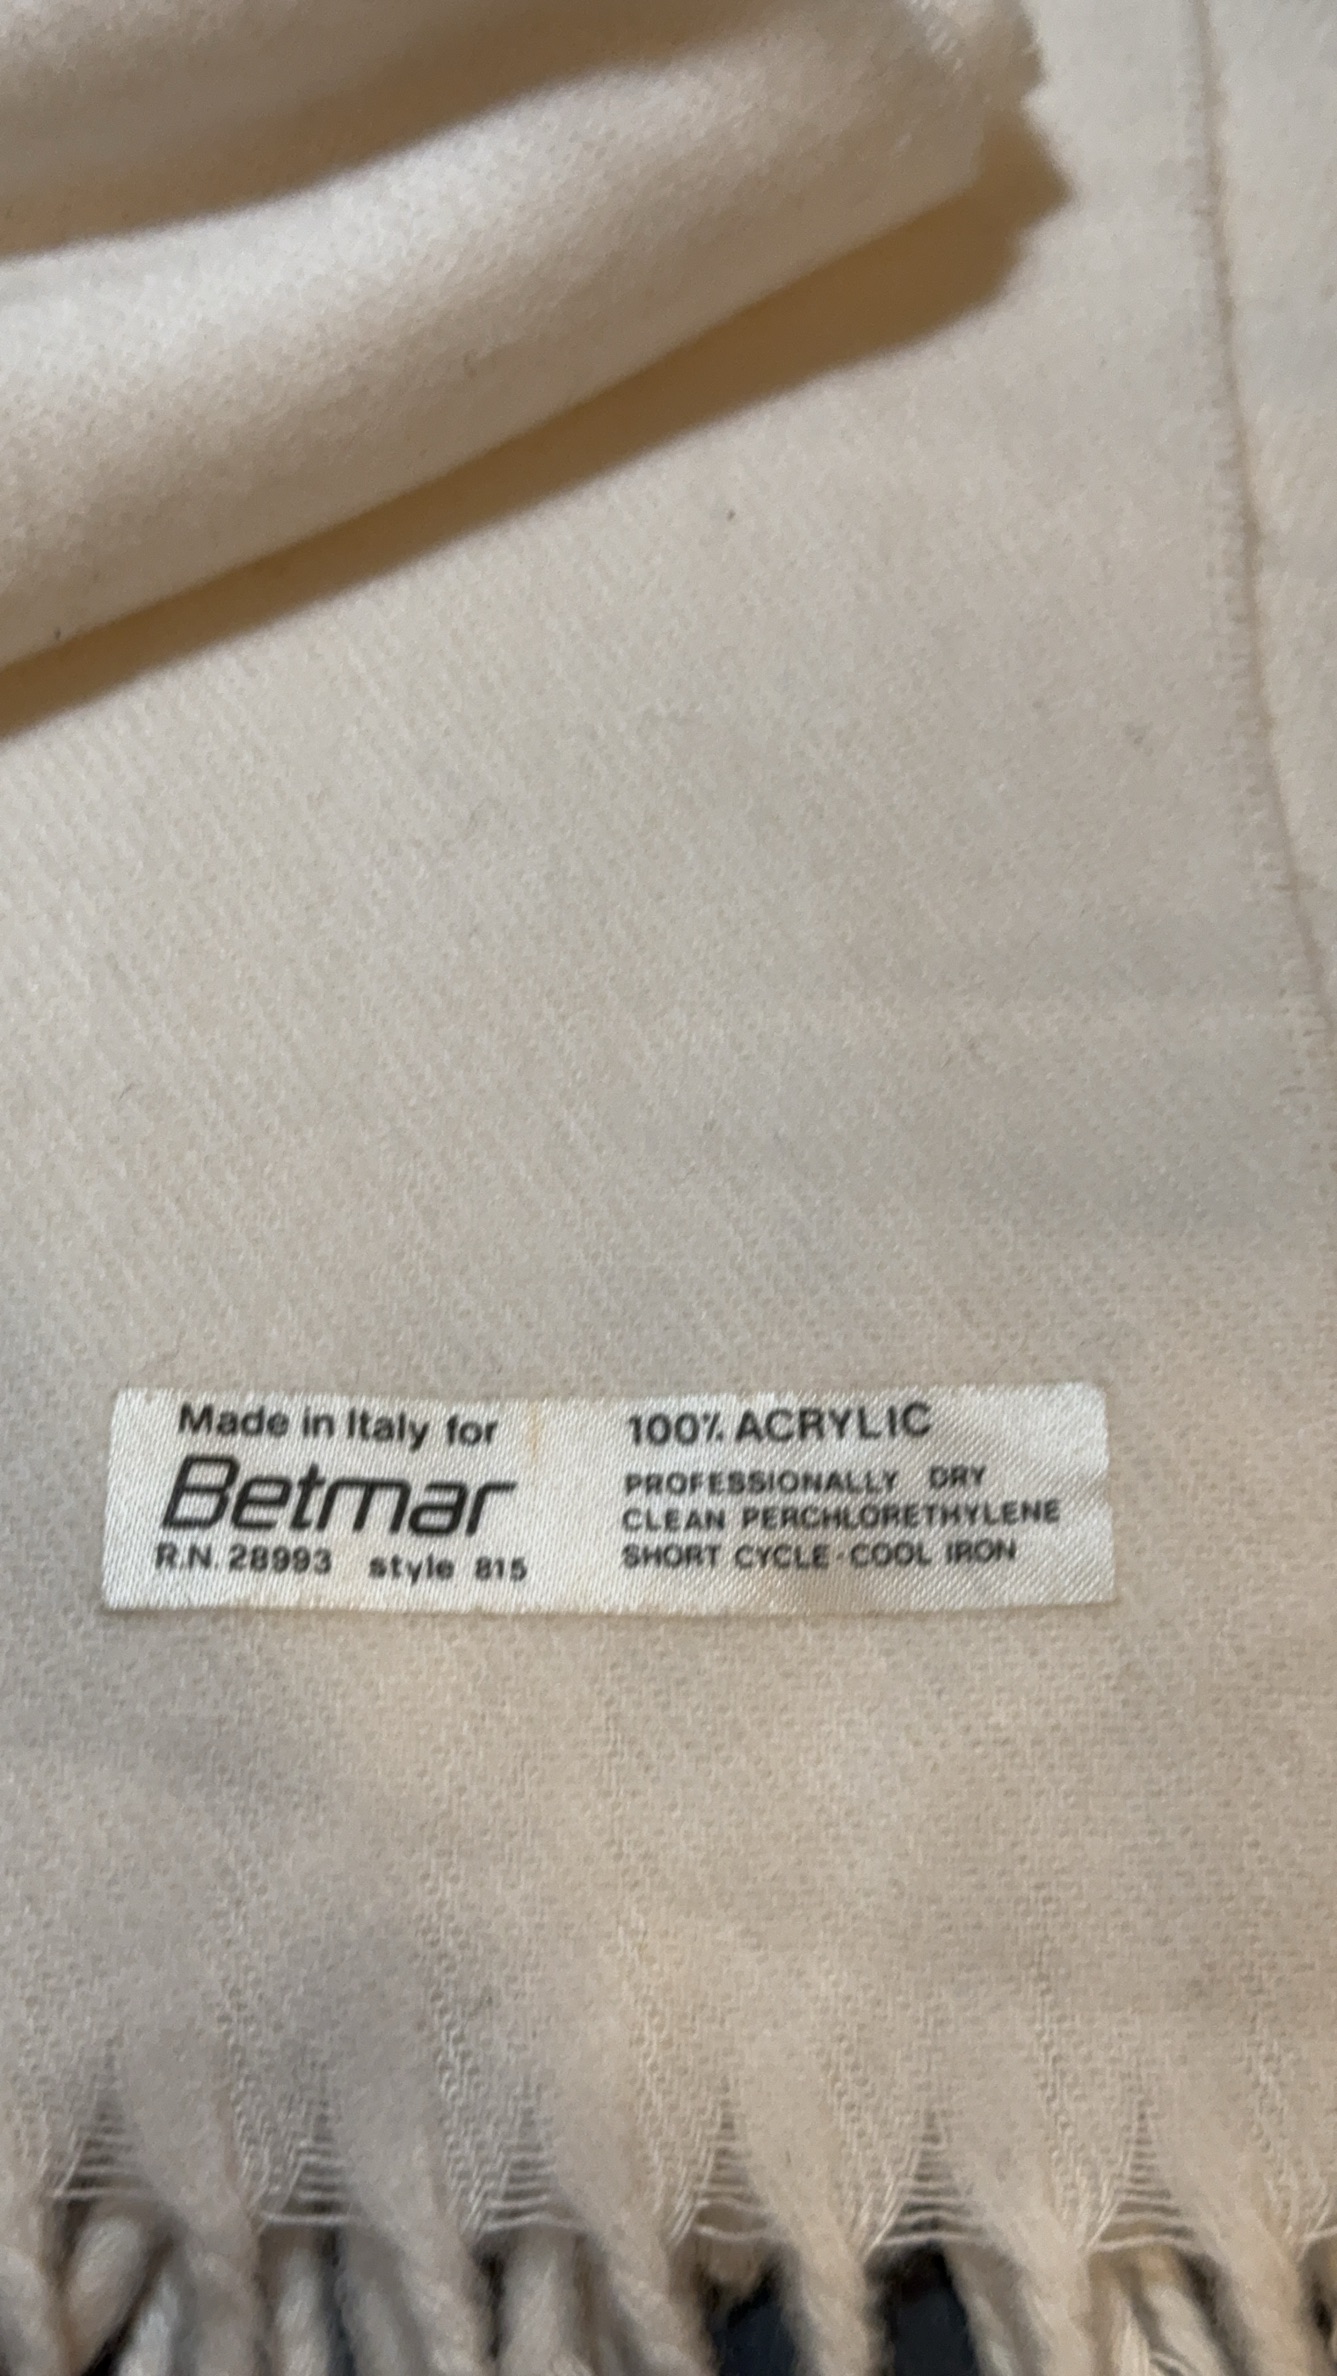 Made in Italy for
Betmar
R.N. 28993 style 815
100% ACRYLIC
PROFESSIONALLY DRY
CLEAN PERCHLORETHYLENE
SHORT CYCLE - COOL IRON